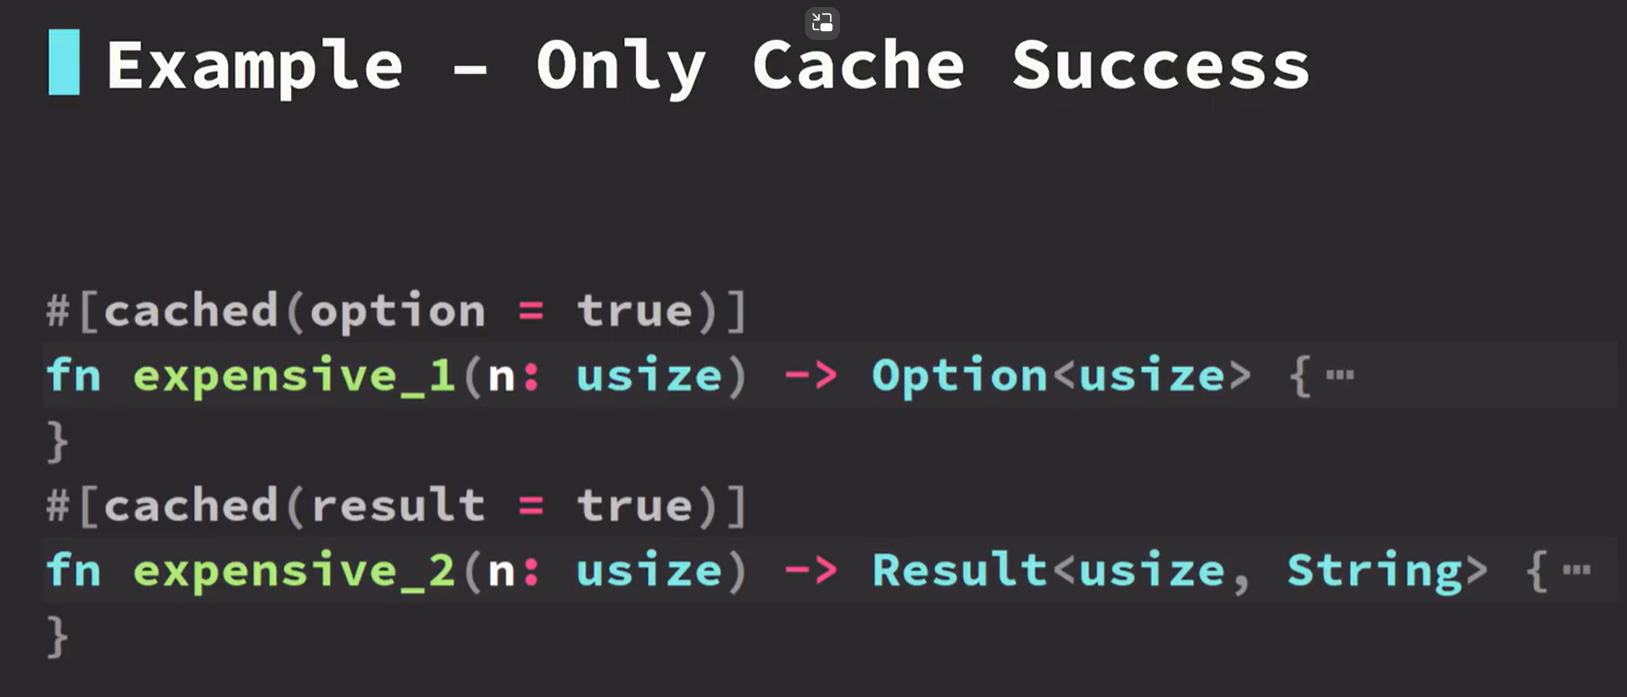 Example – Only Cache Success
#[cached(option = true)]
fn expensive_1(n: usize) -> Option<usize> {⋯
}
#[cached(result = true)]
fn expensive_2(n: usize) -> Result<usize, String> {⋯
}